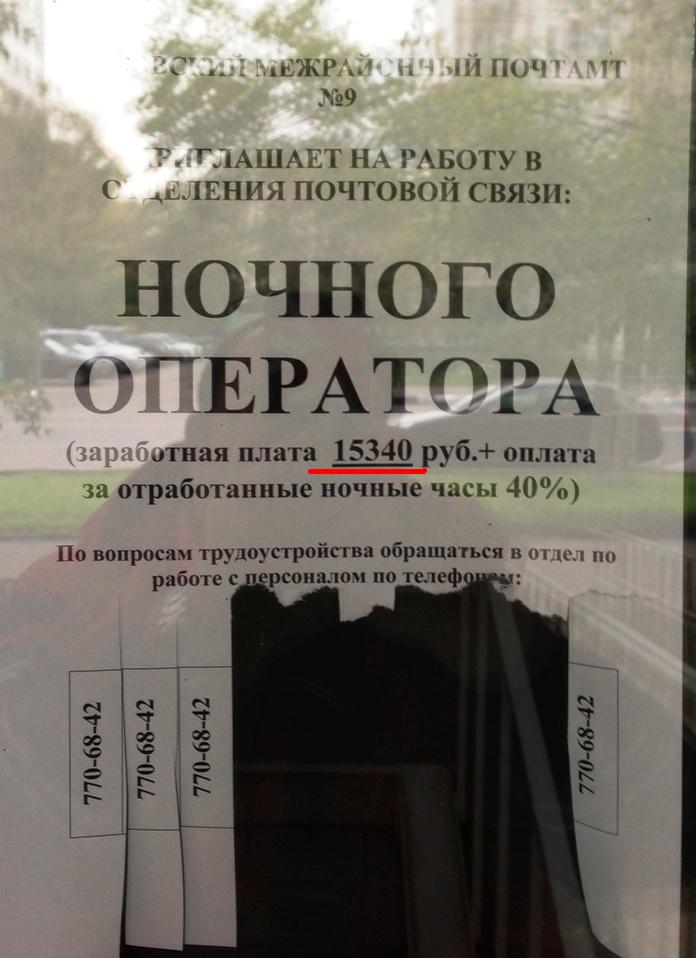 ВСКИЙ МЕЖРАЙОННЫЙ ПОЧТАМТ
№9
РИГЛАШАЕТ НА РАБОТУ В
ОТДЕЛЕНИЯ ПОЧТОВОЙ СВЯЗИ:
НОЧНОГО
ОПЕРАТОРА
(заработная плата 15340 руб.+ оплата
за отработанные ночные часы 40%)
По вопросам трудоустройства обращаться в отдел по
работе с персоналом по телефонам:
770-68-42
770-68-42
770-68-42
770-68-42